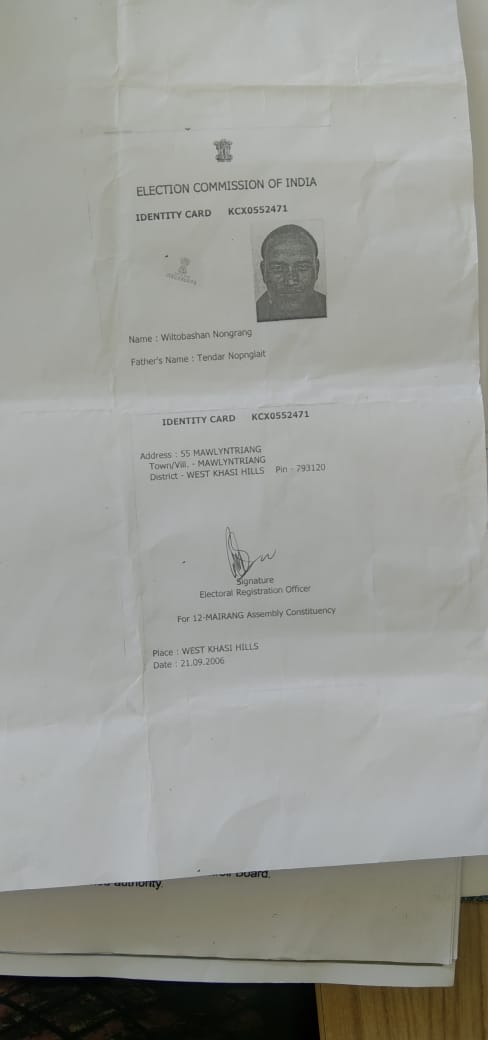 ELECTION COMMISSION OF INDIA
IDENTITY CARD KCX0552471
Name : Wiltobashan Nongrang
Father's Name : Tendar Nopnglait
IDENTITY CARD KCX0552471
Address : 55 MAWLYNTRIANG
Town/Vill. - MAWLYNTRIANG
District - WEST KHASI HILLS Pin - 793120
Signature
Electoral Registration Officer
For 12-MAIRANG Assembly Constituency
Place : WEST KHASI HILLS
Date : 21.09.2006
Board.
authority.